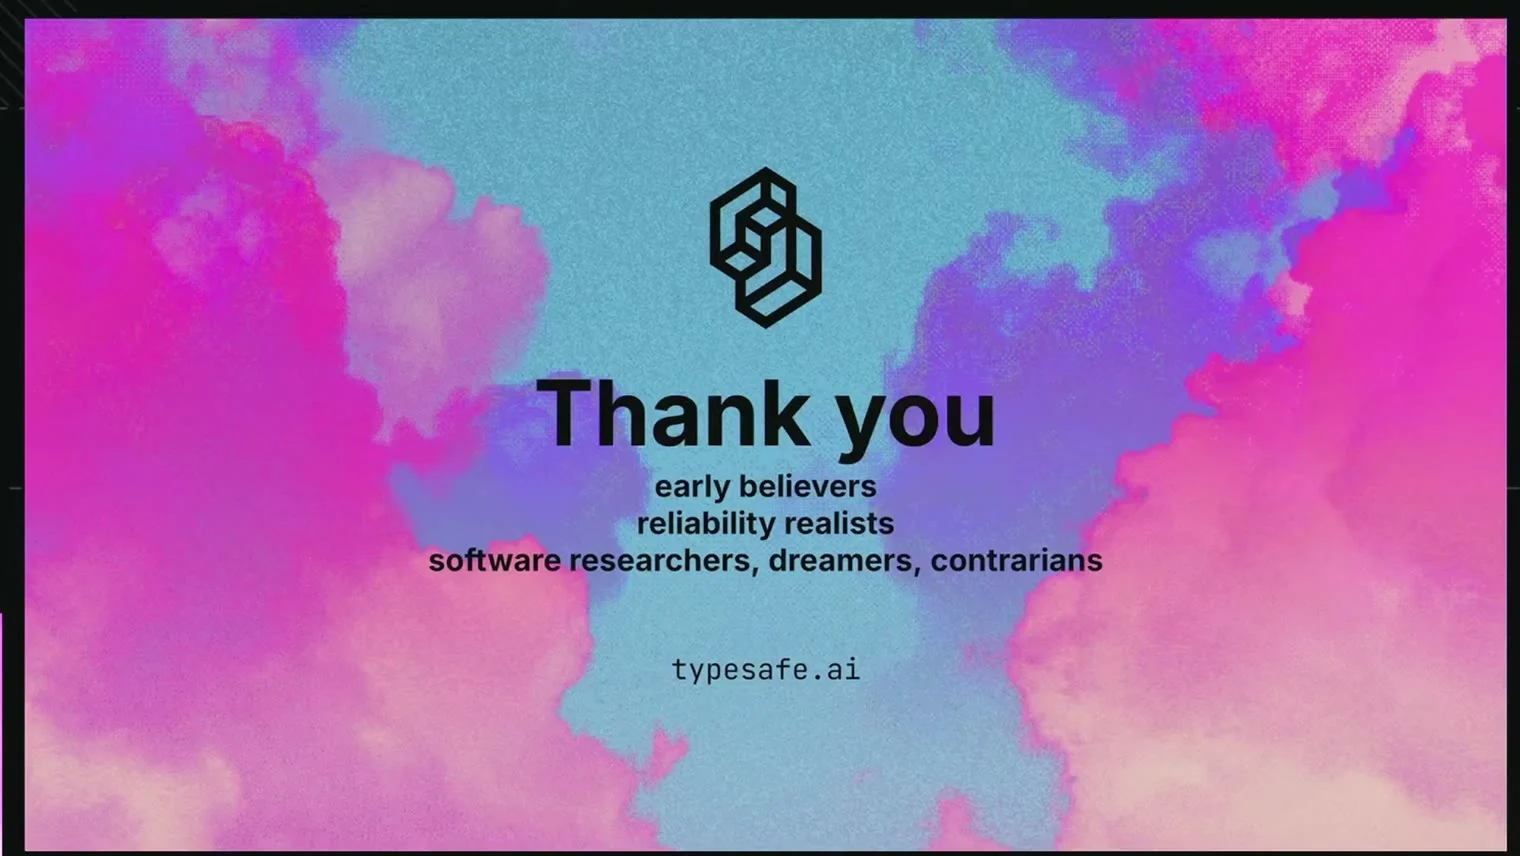 Thank you
early believers
reliability realists
software researchers, dreamers, contrarians
typesafe.ai